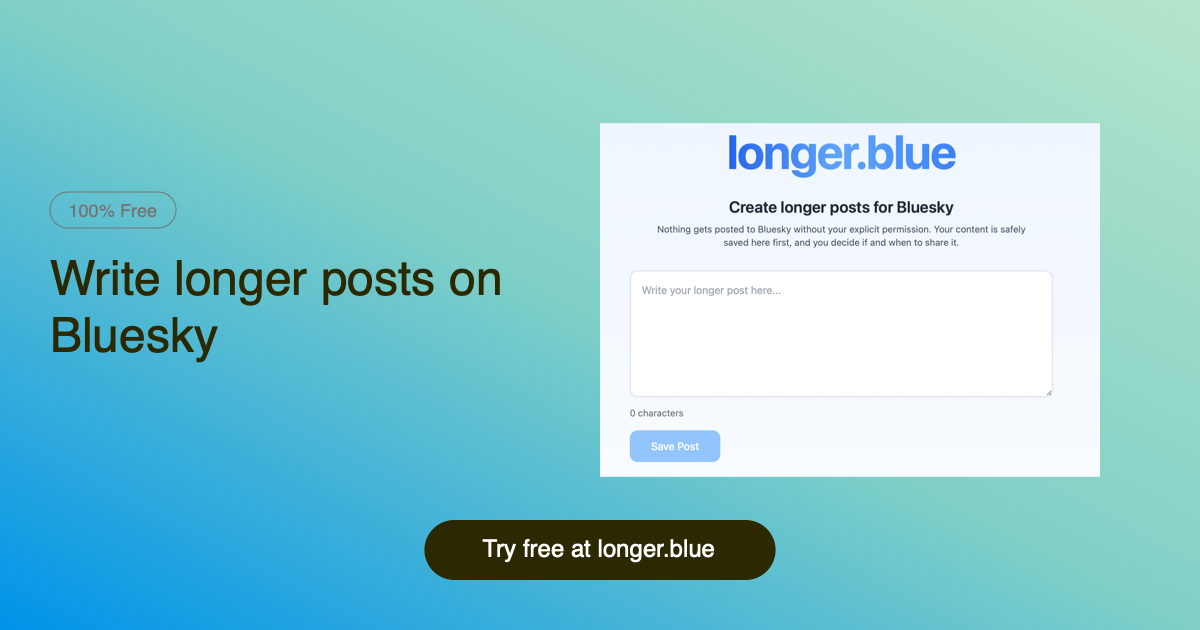 100% Free
Write longer posts on
Bluesky
longer.blue
Create longer posts for Bluesky
Nothing gets posted to Bluesky without your explicit permission. Your content is safely
saved here first, and you decide if and when to share it.
Write your longer post here...
0 characters
Save Post
Try free at longer.blue